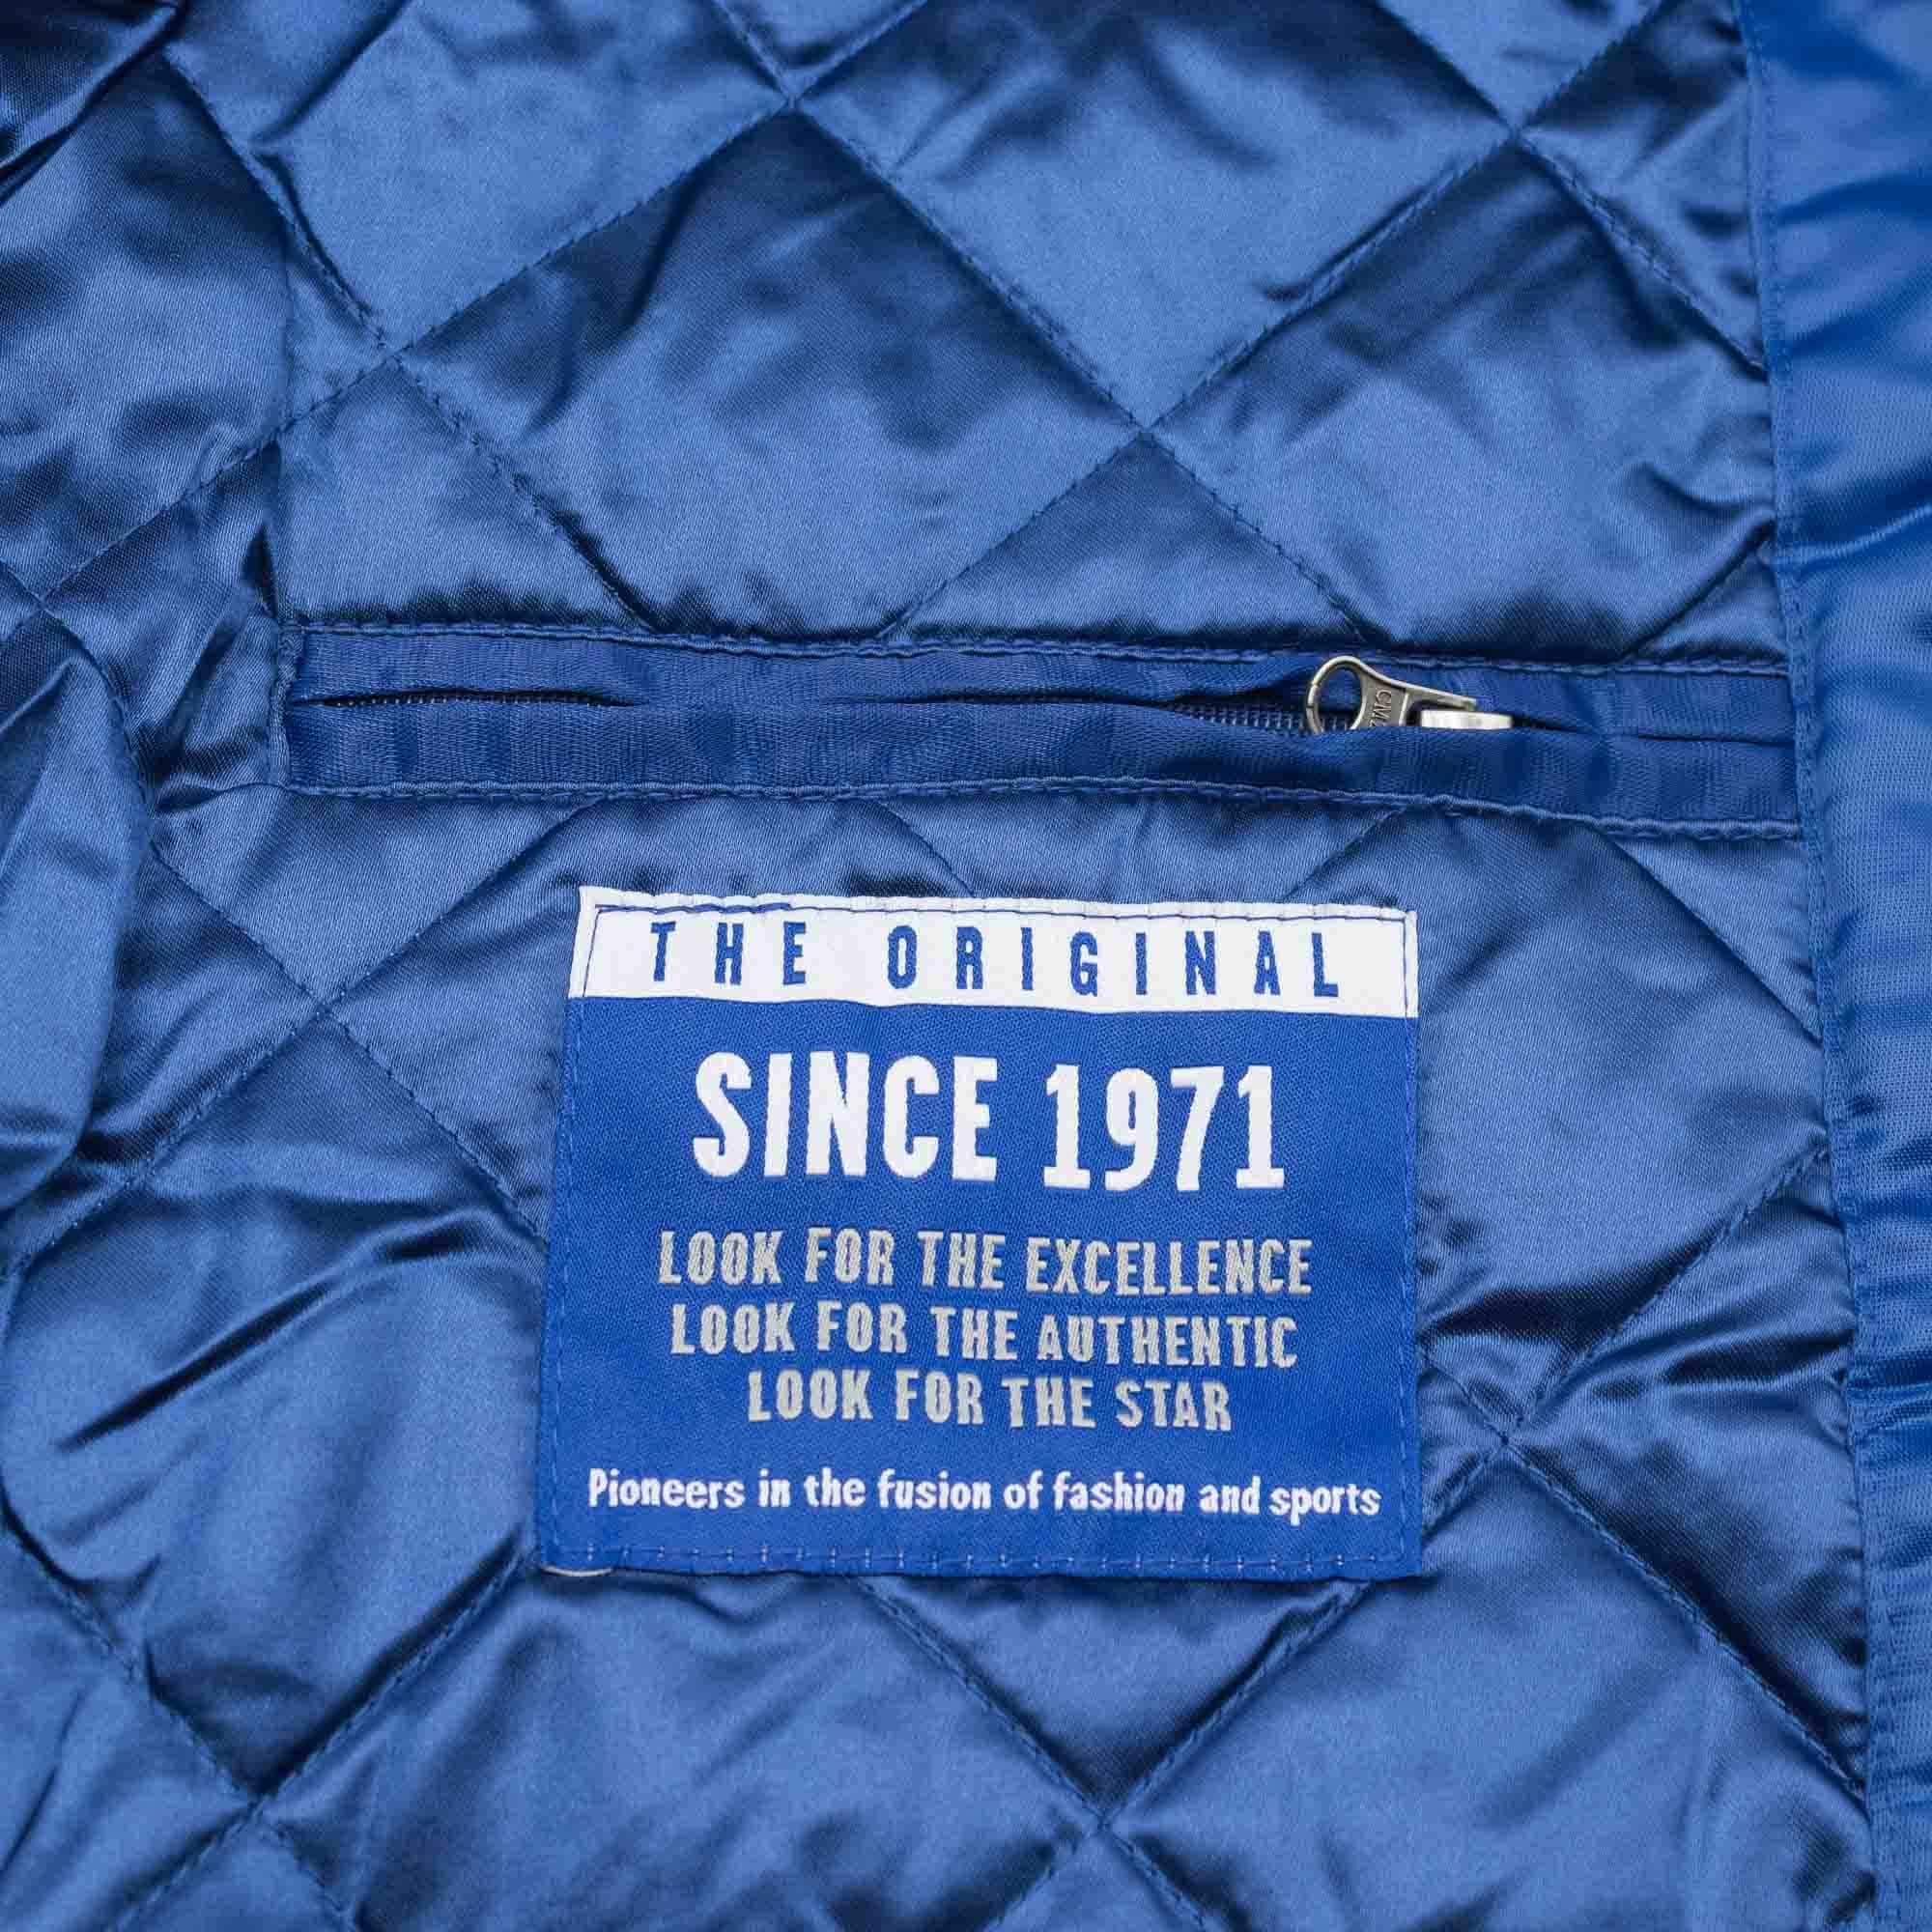 THE ORIGINAL
SINCE 1971
LOOK FOR THE EXCELLENCE
LOOK FOR THE AUTHENTIC
LOOK FOR THE STAR
Pioneers in the fusion of fashion and sports